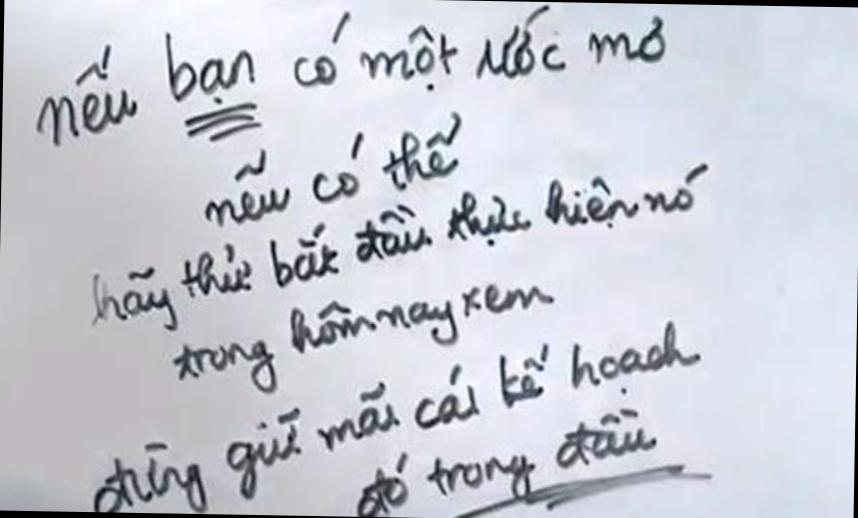 nếu bạn có một ước mơ
nếu có thể
hãy thử bắt đầu thực hiện nó
trong hôm nay xem
đừng giữ mãi cái kế hoạch
đó trong đầu